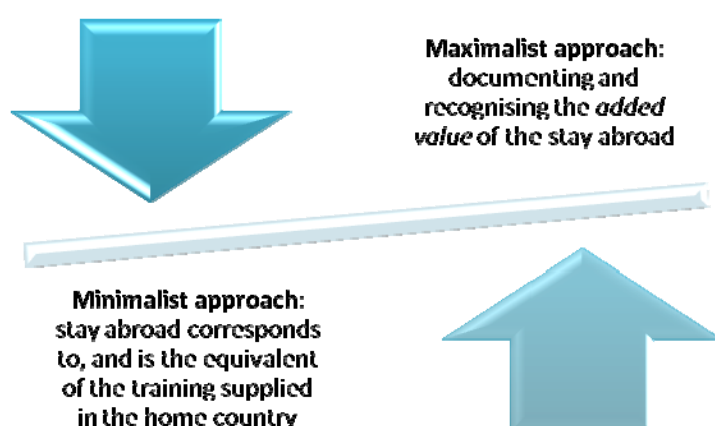 Maximalist approach:
documenting and
recognising the added
value of the stay abroad
Minimalist approach:
stay abroad corresponds
to, and is the equivalent
of the training supplied
in the home country